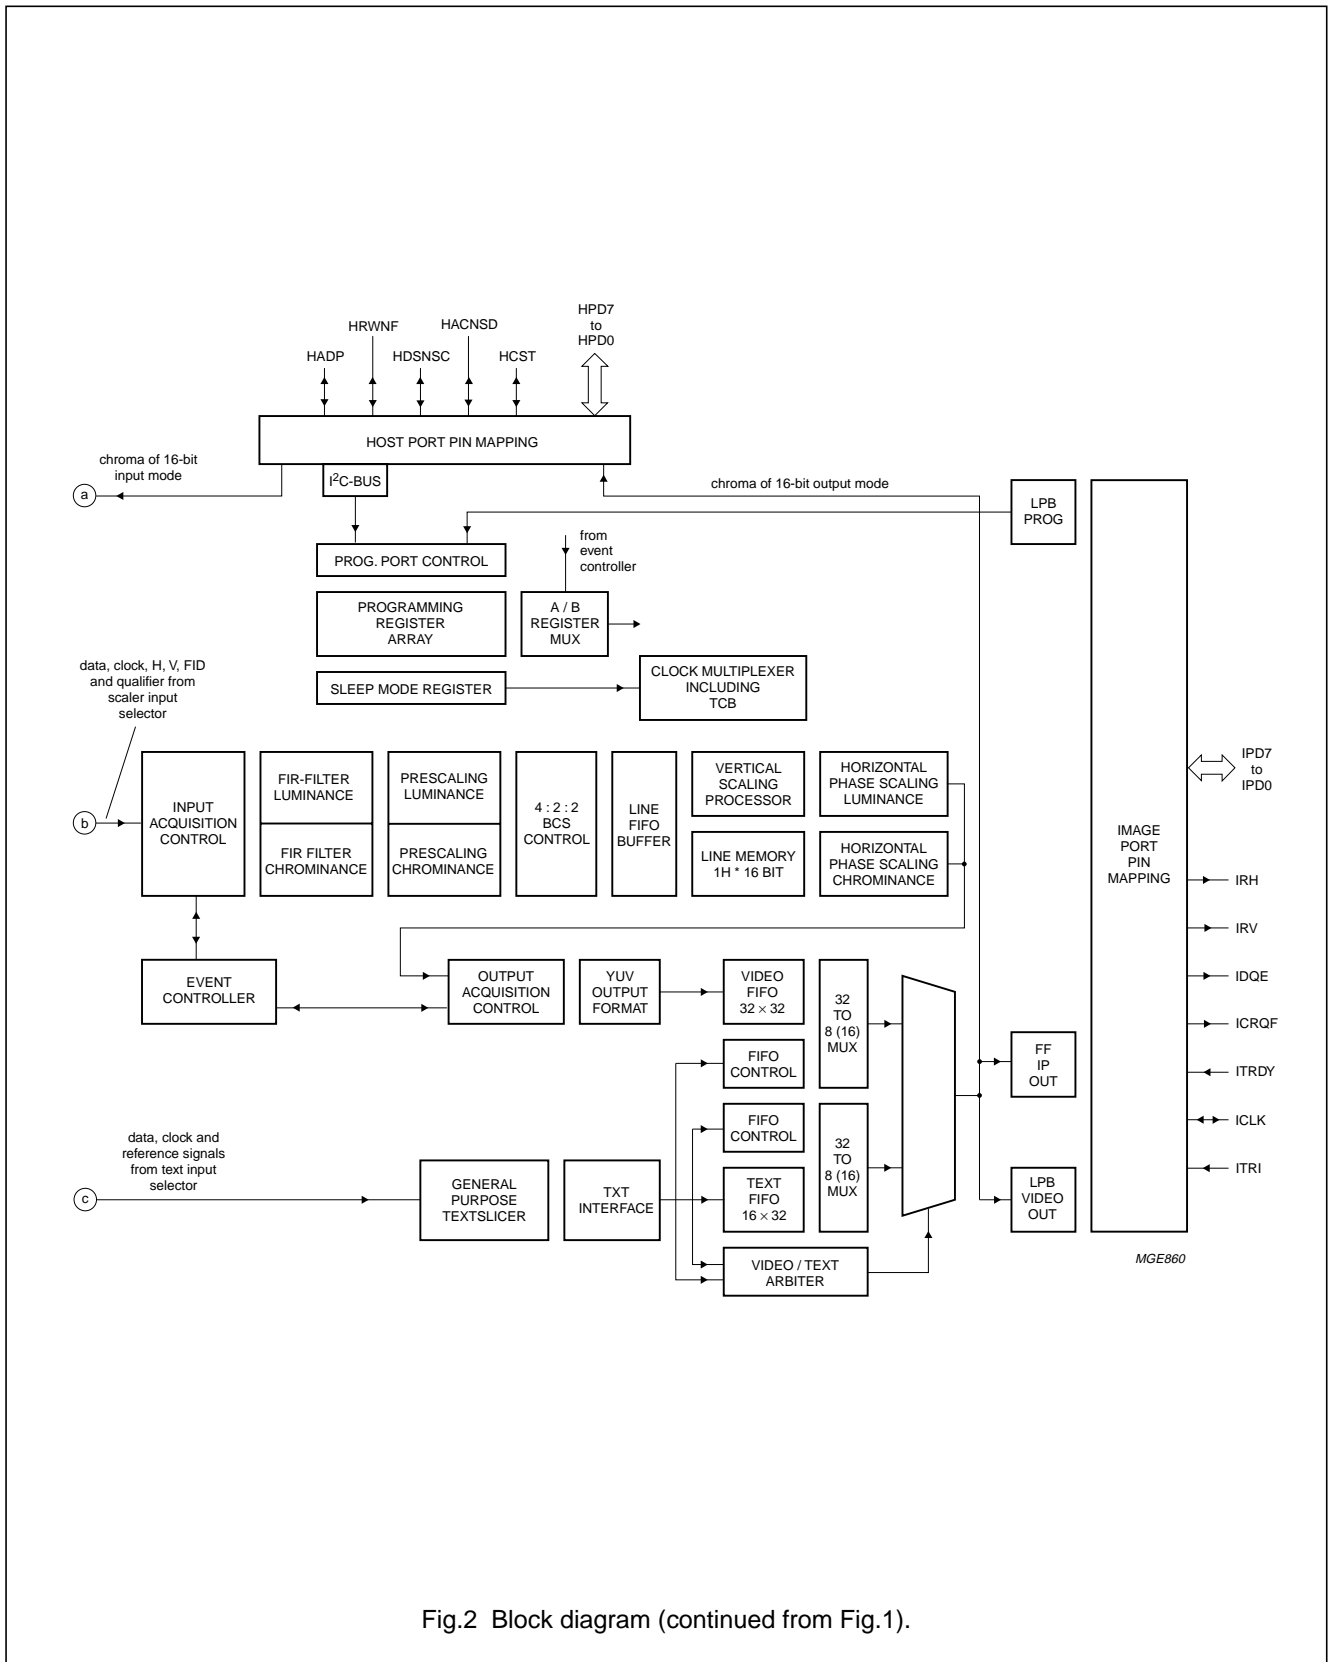 HPD7
to
HPD0
HRWNF
HACNSD
HADP
HDSNSC
HCST
HOST PORT PIN MAPPING
chroma of 16-bit
input mode
a
I2C-BUS
chroma of 16-bit output mode
LPB
PROG
from
event
controller
PROG. PORT CONTROL
PROGRAMMING
REGISTER
ARRAY
A / B
REGISTER
MUX
SLEEP MODE REGISTER
CLOCK MULTIPLEXER
INCLUDING
TCB
data, clock, H, V, FID
and qualifier from
scaler input
selector
b
INPUT
ACQUISITION
CONTROL
FIR-FILTER
LUMINANCE
FIR FILTER
CHROMINANCE
PRESCALING
LUMINANCE
PRESCALING
CHROMINANCE
4 : 2 : 2
BCS
CONTROL
LINE
FIFO
BUFFER
VERTICAL
SCALING
PROCESSOR
LINE MEMORY
1H * 16 BIT
HORIZONTAL
PHASE SCALING
LUMINANCE
HORIZONTAL
PHASE SCALING
CHROMINANCE
IMAGE
PORT
PIN
MAPPING
IPD7
to
IPD0
IRH
IRV
IDQE
ICRQF
ITRDY
ICLK
ITRI
EVENT
CONTROLLER
OUTPUT
ACQUISITION
CONTROL
YUV
OUTPUT
FORMAT
VIDEO
FIFO
32 × 32
32
TO
8 (16)
MUX
FIFO
CONTROL
FF
IP
OUT
FIFO
CONTROL
32
TO
8 (16)
MUX
data, clock and
reference signals
from text input
selector
c
GENERAL
PURPOSE
TEXTSLICER
TXT
INTERFACE
TEXT
FIFO
16 × 32
LPB
VIDEO
OUT
VIDEO / TEXT
ARBITER
MGE860
Fig.2 Block diagram (continued from Fig.1).